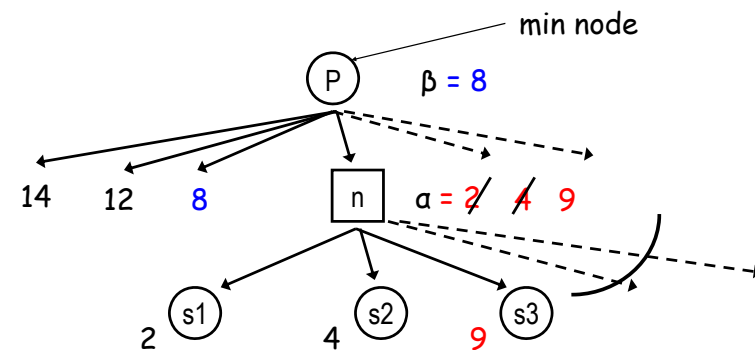 min node
P β = 8
14 12 8 n α = 2 4 9
s1 s2 s3
2 4 9